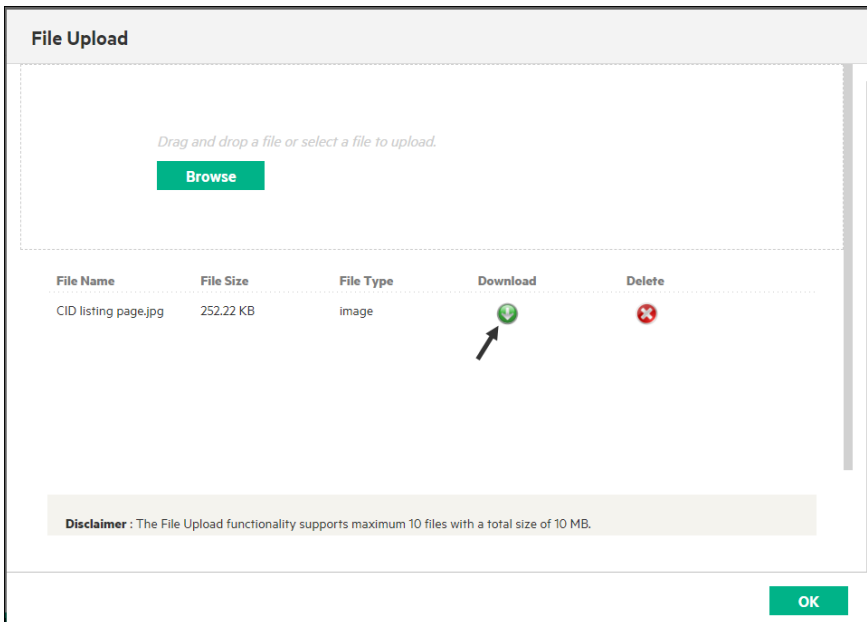 File Upload
Drag and drop a file or select a file to upload.
Browse
File Name File Size File Type Download Delete
CID listing page.jpg 252.22 KB image
Disclaimer : The File Upload functionality supports maximum 10 files with a total size of 10 MB.
OK